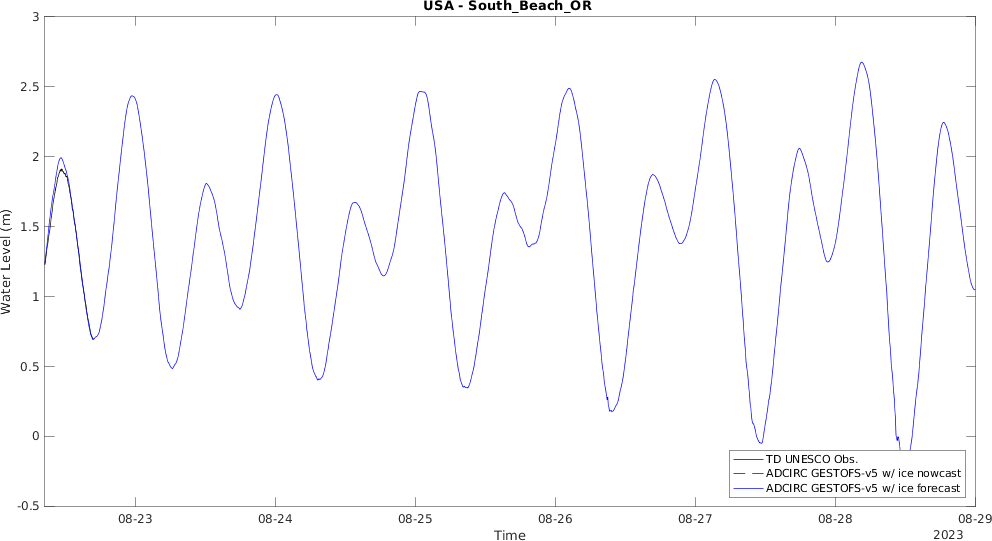 USA - South_Beach_OR
3
2.5
2
1.5
1
0.5
0
-0.5
Water Level (m)
TD UNESCO Obs.
ADCIRC GESTOFS-v5 w/ ice nowcast
ADCIRC GESTOFS-v5 w/ ice forecast
08-23 08-24 08-25 08-26 08-27 08-28 08-29
Time
2023